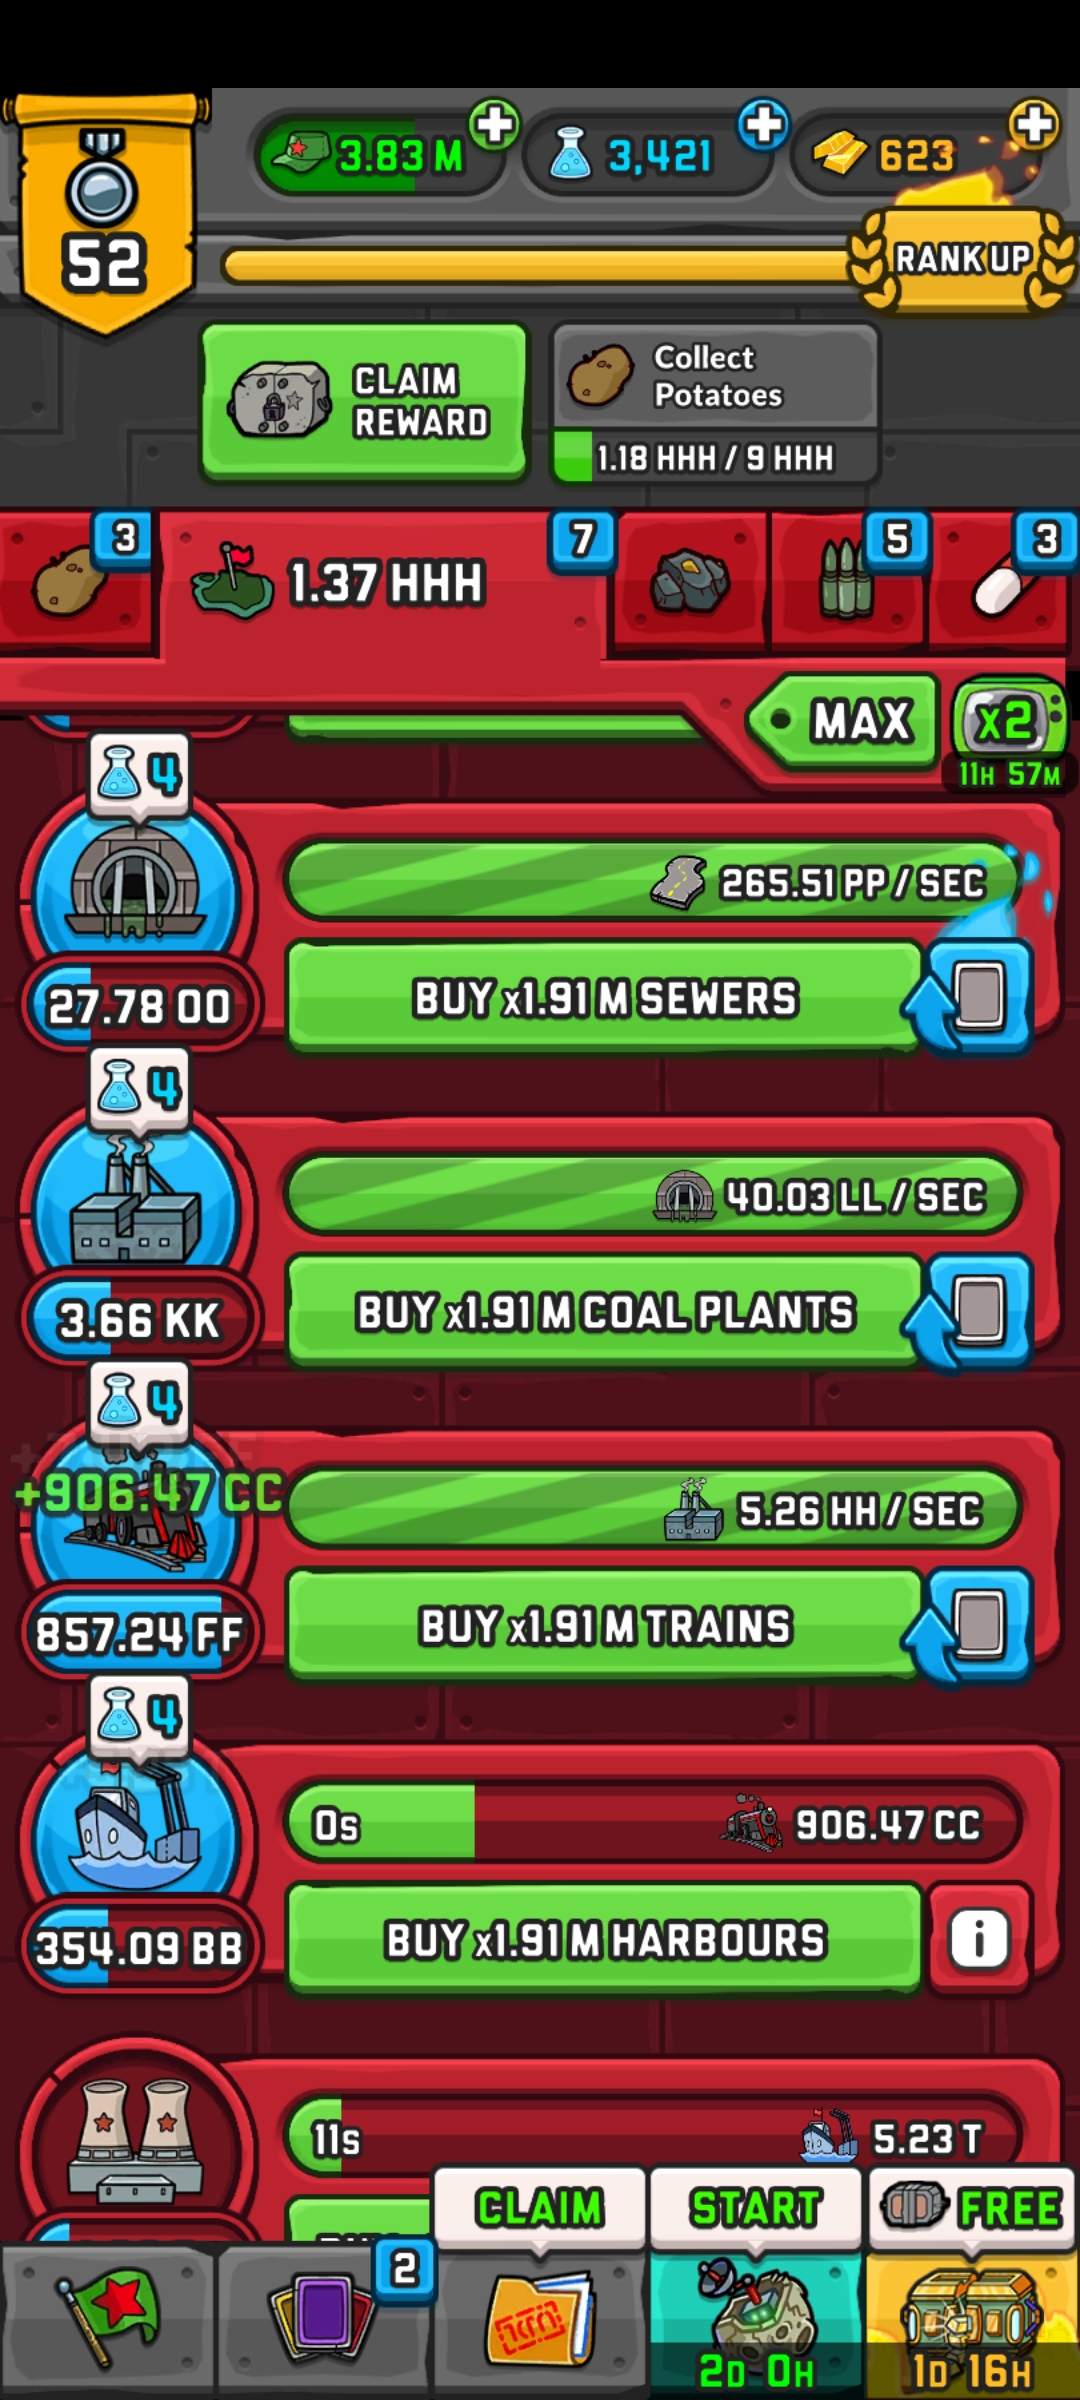 3.83 M
3,421
623
52
RANK UP
CLAIM
REWARD
Collect
Potatoes
1.18 HHH / 9 HHH
3
1.37 HHH
7
5
3
MAX
x2
11H 57M
4
265.51 PP / SEC
27.78 OO
BUY x1.91 M SEWERS
4
40.03 LL / SEC
3.66 KK
BUY x1.91 M COAL PLANTS
4
+906.47 CC
5.26 HH / SEC
857.24 FF
BUY x1.91 M TRAINS
4
0s
906.47 CC
354.09 BB
BUY x1.91 M HARBOURS
i
11s
5.23 T
CLAIM
START
FREE
2
2D 0H
1D 16H